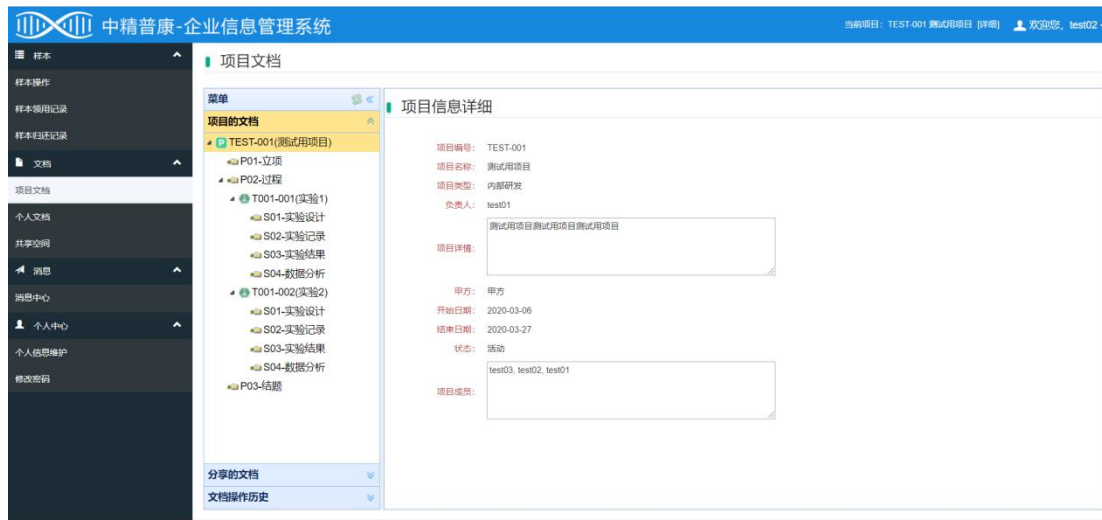 中精普康-企业信息管理系统
当前项目: TEST-001 测试用项目 [详细] 欢迎您, test02
样本
样本操作
样本领用记录
样本归还记录
文档
项目文档
个人文档
共享空间
消息
消息中心
个人中心
个人信息维护
修改密码
项目文档
菜单
项目的文档
TEST-001(测试用项目)
P01-立项
P02-过程
T001-001(实验1)
S01-实验设计
S02-实验记录
S03-实验结果
S04-数据分析
T001-002(实验2)
S01-实验设计
S02-实验记录
S03-实验结果
S04-数据分析
P03-结题
分享的文档
文档操作历史
项目信息详细
项目编号: TEST-001
项目名称: 测试用项目
项目类型: 内部研发
负责人: test01
项目详情: 测试用项目测试用项目测试用项目
甲方: 甲方
开始日期: 2020-03-06
结束日期: 2020-03-27
状态: 活动
项目成员: test03, test02, test01